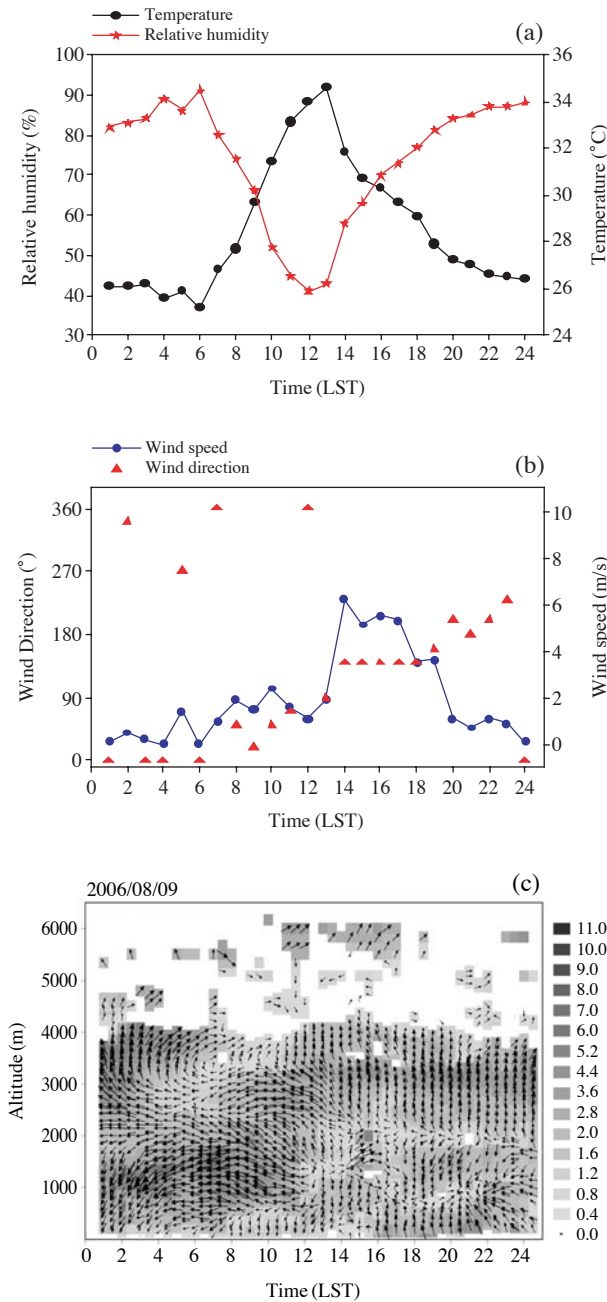 Temperature
Relative humidity
(a)
100
90
80
70
60
50
40
30
Relative humidity (%)
36
34
32
30
28
26
24
Temperature (°C)
0 2 4 6 8 10 12 14 16 18 20 22 24
Time (LST)
Wind speed
Wind direction
(b)
360
270
180
90
0
Wind Direction (°)
10
8
6
4
2
0
Wind speed (m/s)
0 2 4 6 8 10 12 14 16 18 20 22 24
Time (LST)
2006/08/09
(c)
6000
5000
4000
3000
2000
1000
Altitude (m)
0 2 4 6 8 10 12 14 16 18 20 22 24
Time (LST)
11.0
10.0
9.0
8.0
7.0
6.0
5.2
4.4
3.6
2.8
2.0
1.6
1.2
0.8
0.4
0.0